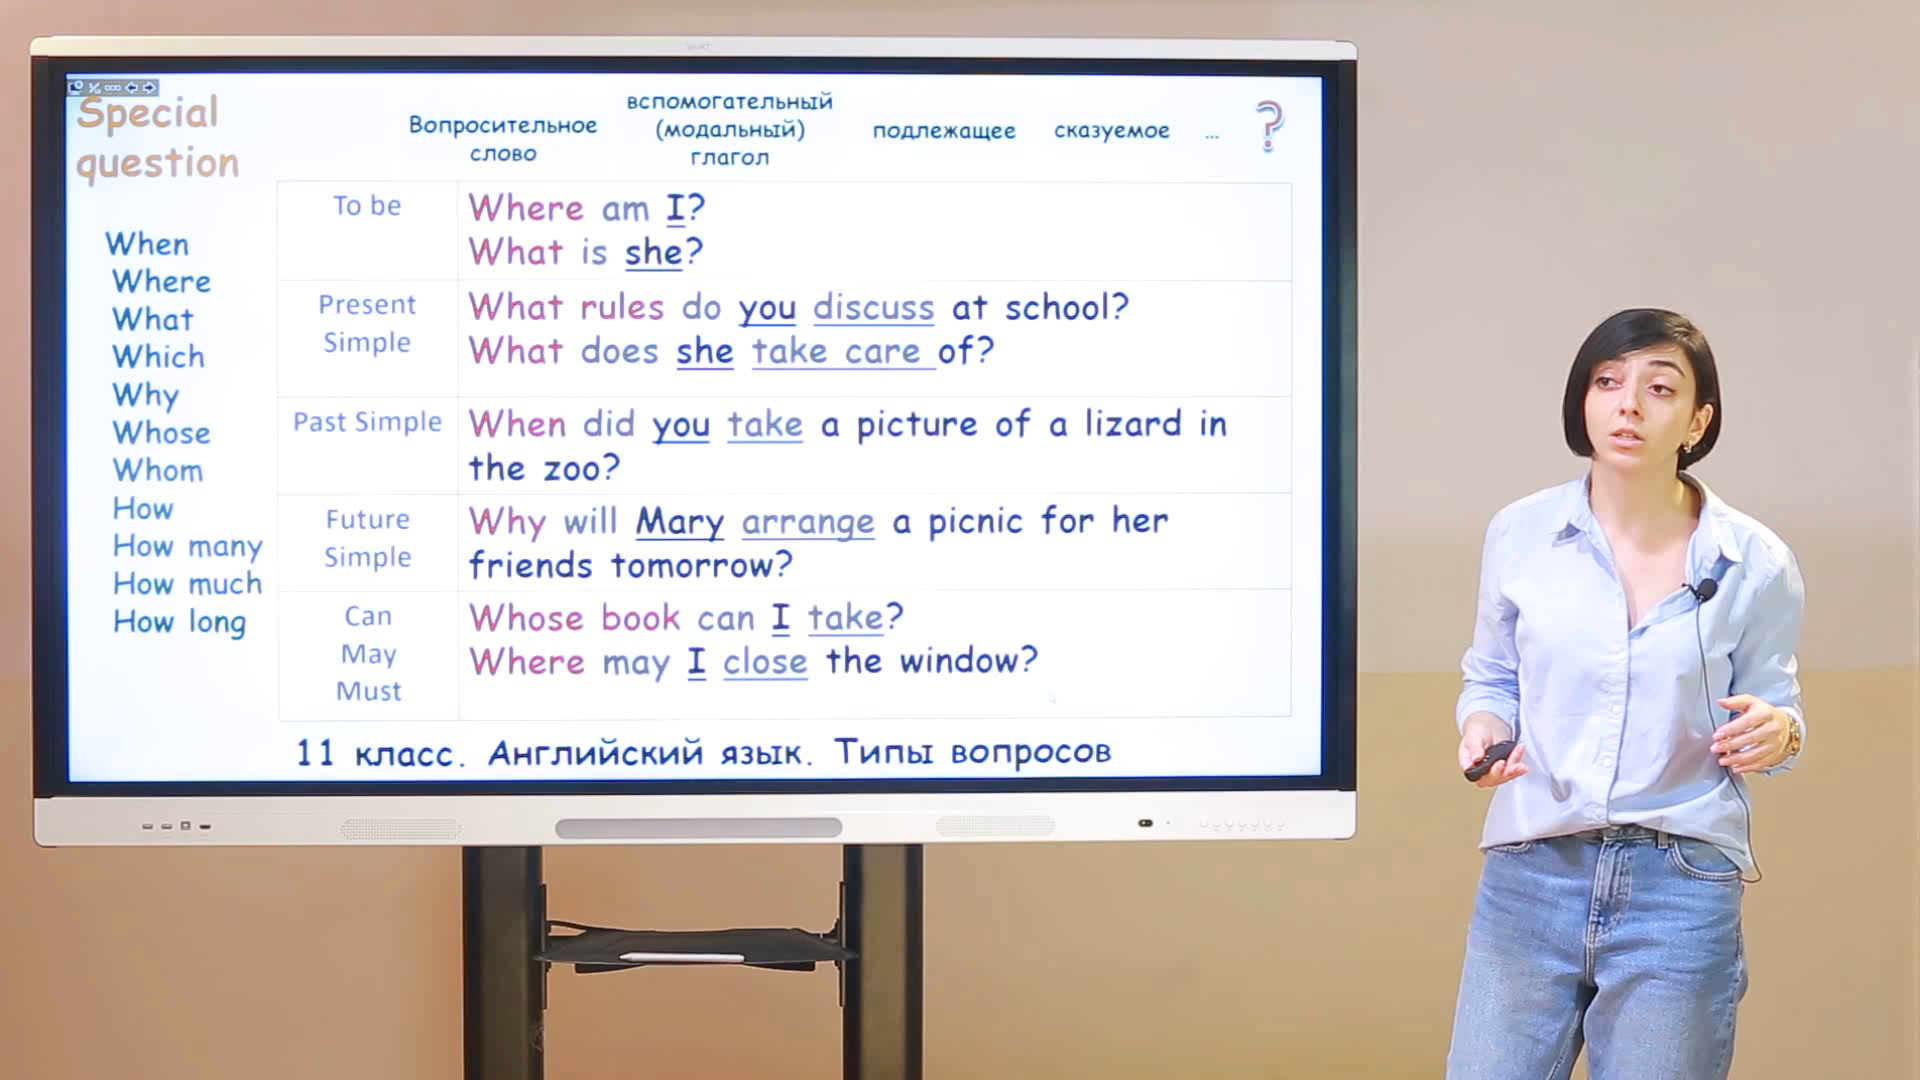 Special
question
Вопросительное
слово
вспомогательный
(модальный)
глагол
подлежащее
сказуемое
...
?
When
Where
What
Which
Why
Whose
Whom
How
How many
How much
How long
To be
Where am I?
What is she?
Present
Simple
What rules do you discuss at school?
What does she take care of?
Past Simple
When did you take a picture of a lizard in
the zoo?
Future
Simple
Why will Mary arrange a picnic for her
friends tomorrow?
Can
May
Must
Whose book can I take?
Where may I close the window?
11 класс. Английский язык. Типы вопросов